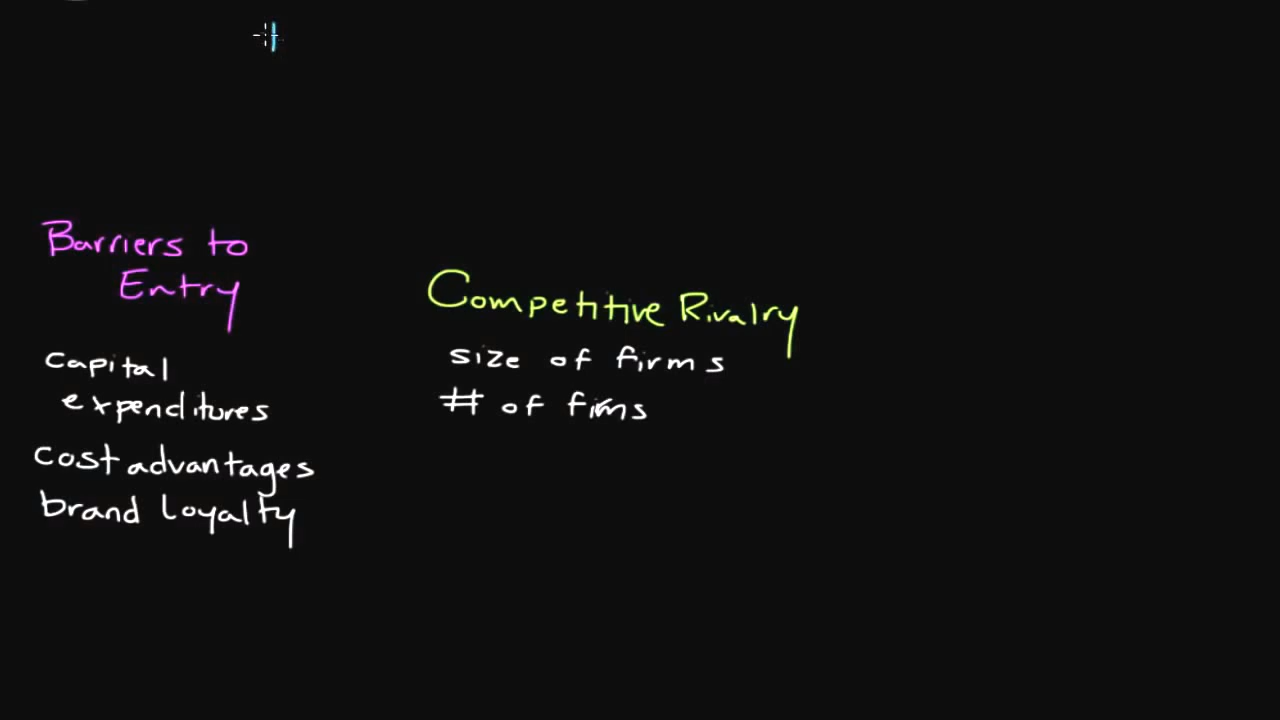 Barriers to
Entry
capital
expenditures
cost advantages
brand loyalty
Competitive Rivalry
size of firms
# of firms